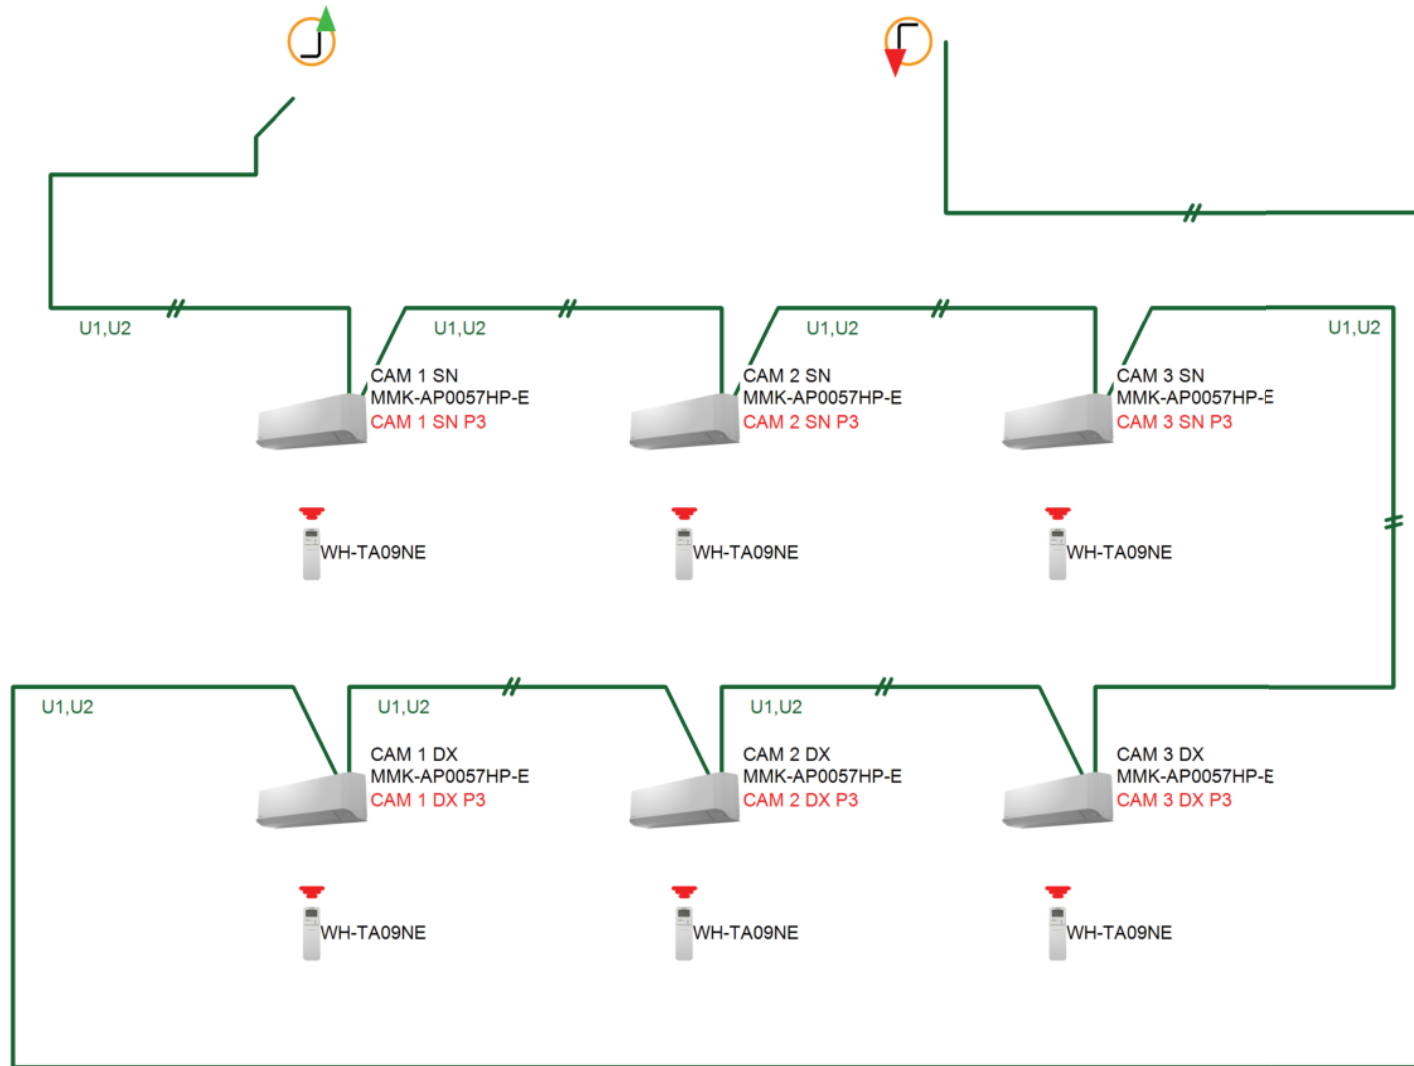 U1,U2
U1,U2
U1,U2
U1,U2
CAM 1 SN
MMK-AP0057HP-E
CAM 1 SN P3
CAM 2 SN
MMK-AP0057HP-E
CAM 2 SN P3
CAM 3 SN
MMK-AP0057HP-E
CAM 3 SN P3
WH-TA09NE
WH-TA09NE
WH-TA09NE
U1,U2
U1,U2
U1,U2
CAM 1 DX
MMK-AP0057HP-E
CAM 1 DX P3
CAM 2 DX
MMK-AP0057HP-E
CAM 2 DX P3
CAM 3 DX
MMK-AP0057HP-E
CAM 3 DX P3
WH-TA09NE
WH-TA09NE
WH-TA09NE